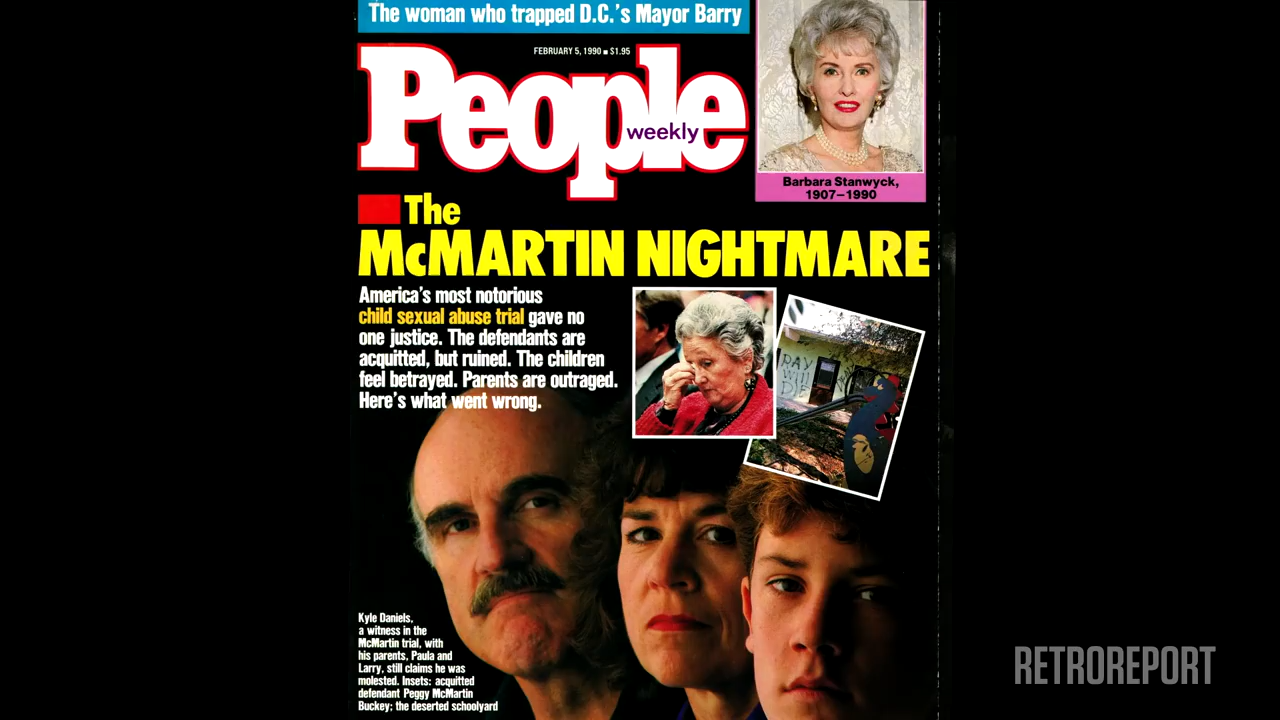 The woman who trapped D.C.'s Mayor Barry
FEBRUARY 5, 1990 ■ $1.95
People
weekly
Barbara Stanwyck,
1907–1990
The
McMARTIN NIGHTMARE
America's most notorious
child sexual abuse trial gave no
one justice. The defendants are
acquitted, but ruined. The children
feel betrayed. Parents are outraged.
Here's what went wrong.
RAY
WILL
DIE
Kyle Daniels,
a witness in the
McMartin trial, with
his parents, Paula and
Larry, still claims he was
molested. Insets: acquitted
defendant Peggy McMartin
Buckey; the deserted schoolyard
RETROREPORT